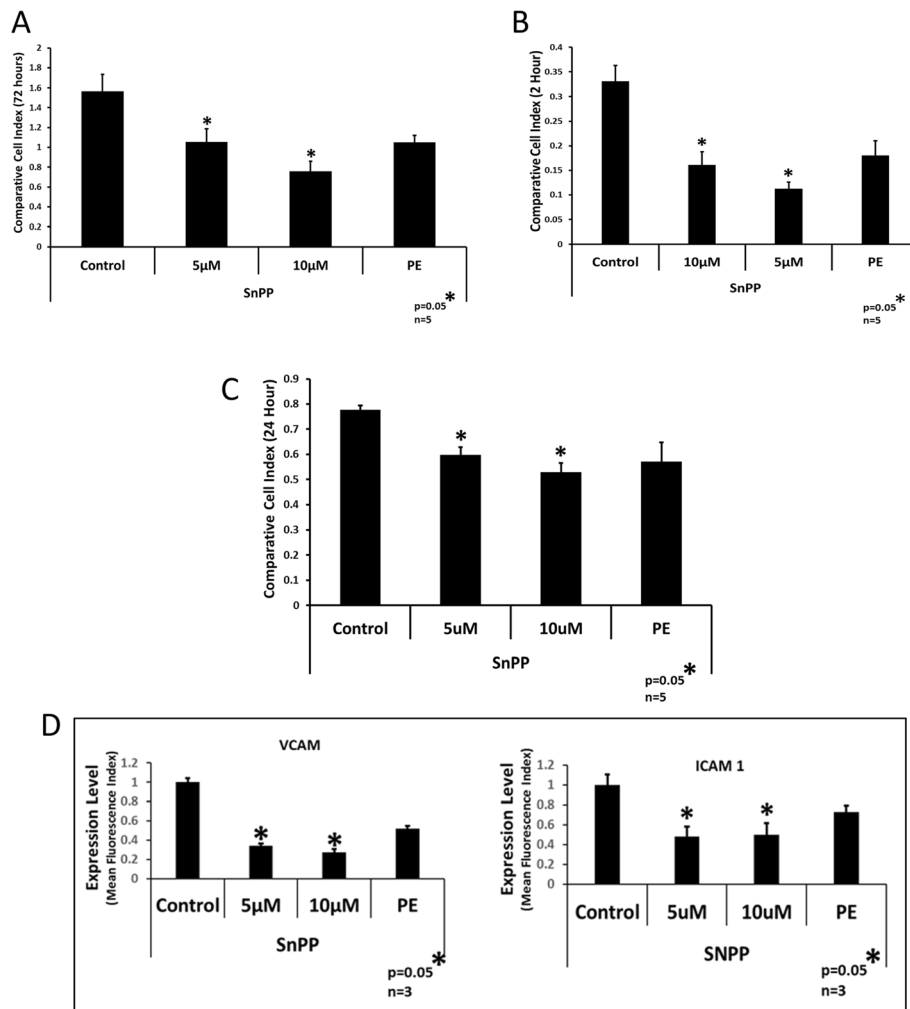 A
Comparative Cell Index (72 hours)
2
1.8
1.6
1.4
1.2
1
0.8
0.6
0.4
0.2
0
*
*
Control
5µM
10µM
PE
SnPP
p=0.05*
n=5
B
Comparative Cell Index (2 Hour)
0.4
0.35
0.3
0.25
0.2
0.15
0.1
0.05
0
*
*
Control
10µM
5µM
PE
SnPP
p=0.05*
n=5
C
Comparative Cell Index (24 Hour)
0.9
0.8
0.7
0.6
0.5
0.4
0.3
0.2
0.1
0
*
*
Control
5uM
10uM
PE
SnPP
p=0.05*
n=5
D
VCAM
Expression Level
(Mean Fluorescence Index)
1.2
1
0.8
0.6
0.4
0.2
0
*
*
Control
5µM
10µM
PE
SnPP
p=0.05*
n=3
ICAM 1
Expression Level
(Mean Fluorescence Index)
1.2
1
0.8
0.6
0.4
0.2
0
*
*
Control
5uM
10uM
PE
SNPP
p=0.05*
n=3